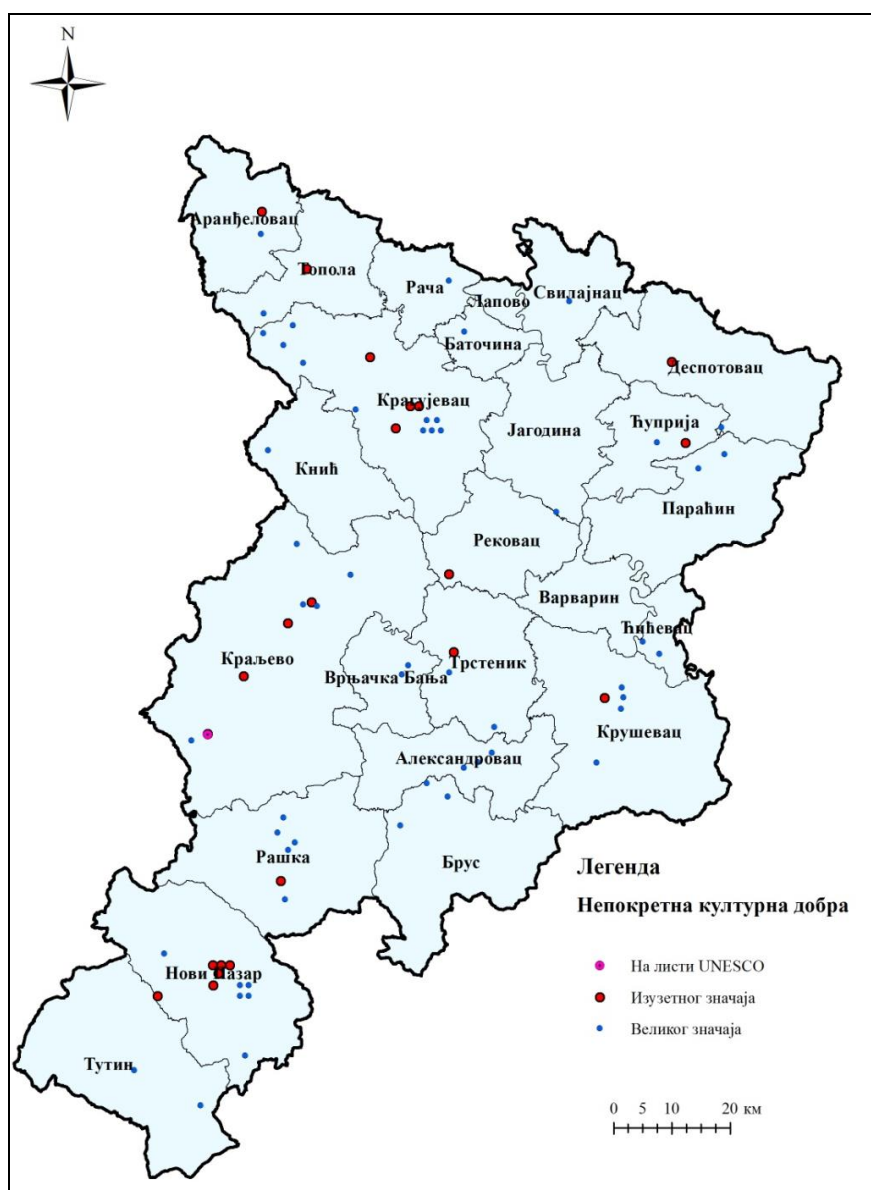 N
Аранђеловац
Топола
Рача
Лапово
Свилајнац
Баточина
Деспотовац
Крагујевац
Јагодина
Ћуприја
Кнић
Параћин
Рековац
Варварин
Ћићевац
Краљево
Врњачка Бања
Трстеник
Крушевац
Александровац
Рашка
Брус
Нови Пазар
Тутин
Легенда
Непокретна културна добра
На листи UNESCO
Изузетног значаја
Великог значаја
0 5 10 20 км